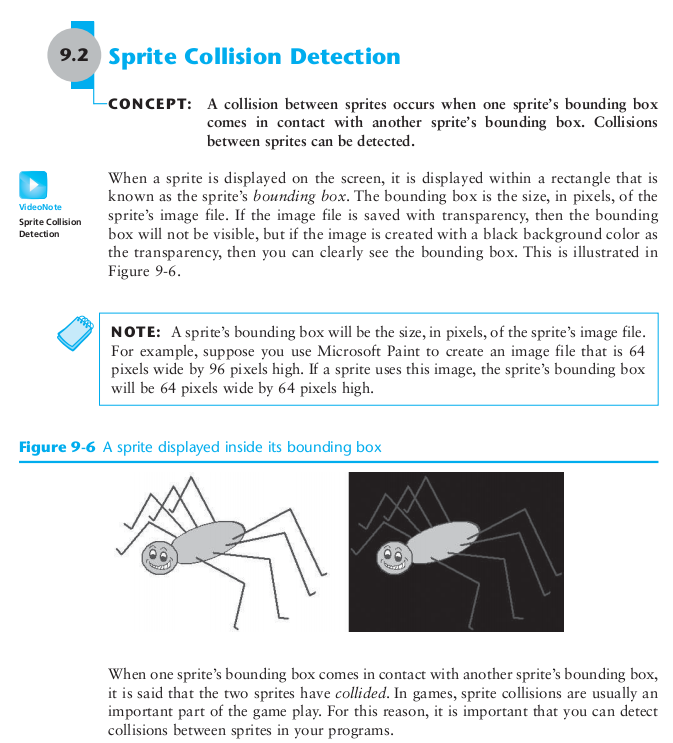 9.2 Sprite Collision Detection
CONCEPT: A collision between sprites occurs when one sprite's bounding box
comes in contact with another sprite's bounding box. Collisions
between sprites can be detected.
When a sprite is displayed on the screen, it is displayed within a rectangle that is
known as the sprite's bounding box. The bounding box is the size, in pixels, of the
sprite's image file. If the image file is saved with transparency, then the bounding
box will not be visible, but if the image is created with a black background color as
the transparency, then you can clearly see the bounding box. This is illustrated in
Figure 9-6.
VideoNote
Sprite Collision
Detection
NOTE: A sprite's bounding box will be the size, in pixels, of the sprite's image file.
For example, suppose you use Microsoft Paint to create an image file that is 64
pixels wide by 96 pixels high. If a sprite uses this image, the sprite's bounding box
will be 64 pixels wide by 64 pixels high.
Figure 9-6 A sprite displayed inside its bounding box
When one sprite's bounding box comes in contact with another sprite's bounding box,
it is said that the two sprites have collided. In games, sprite collisions are usually an
important part of the game play. For this reason, it is important that you can detect
collisions between sprites in your programs.